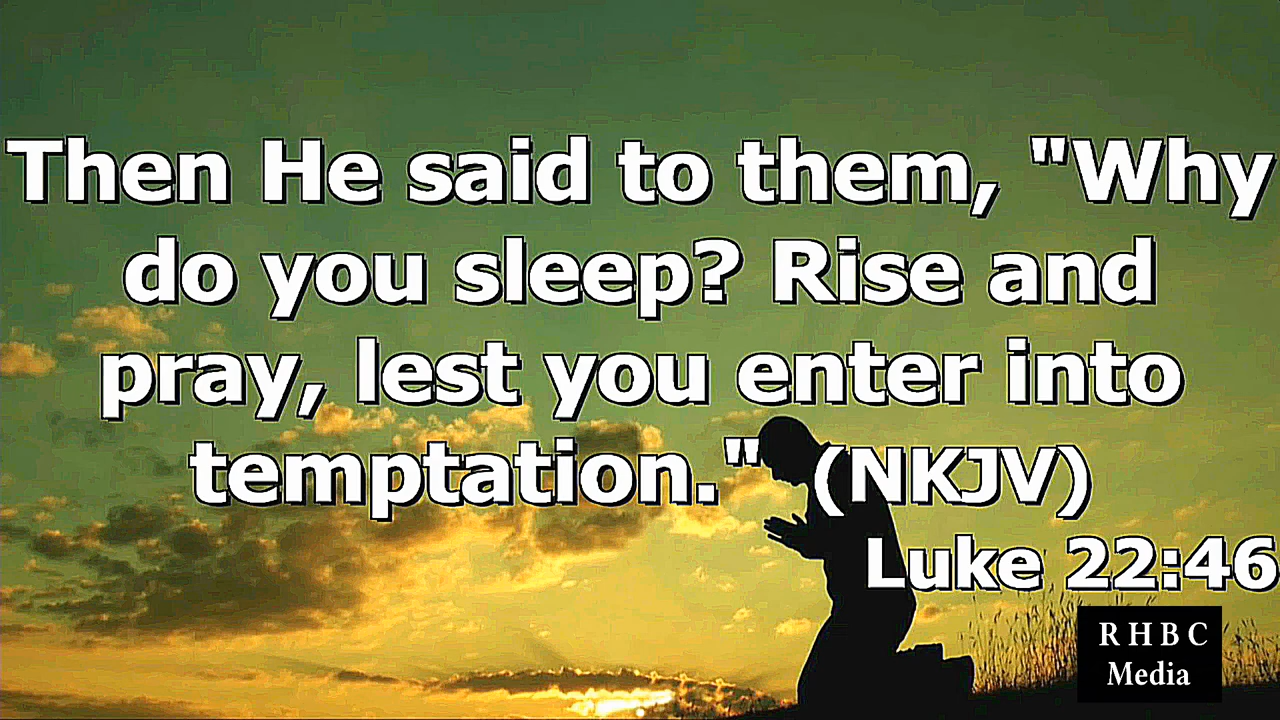 Then He said to them, "Why
do you sleep? Rise and
pray, lest you enter into
temptation." (NKJV)
Luke 22:46
RHBC
Media